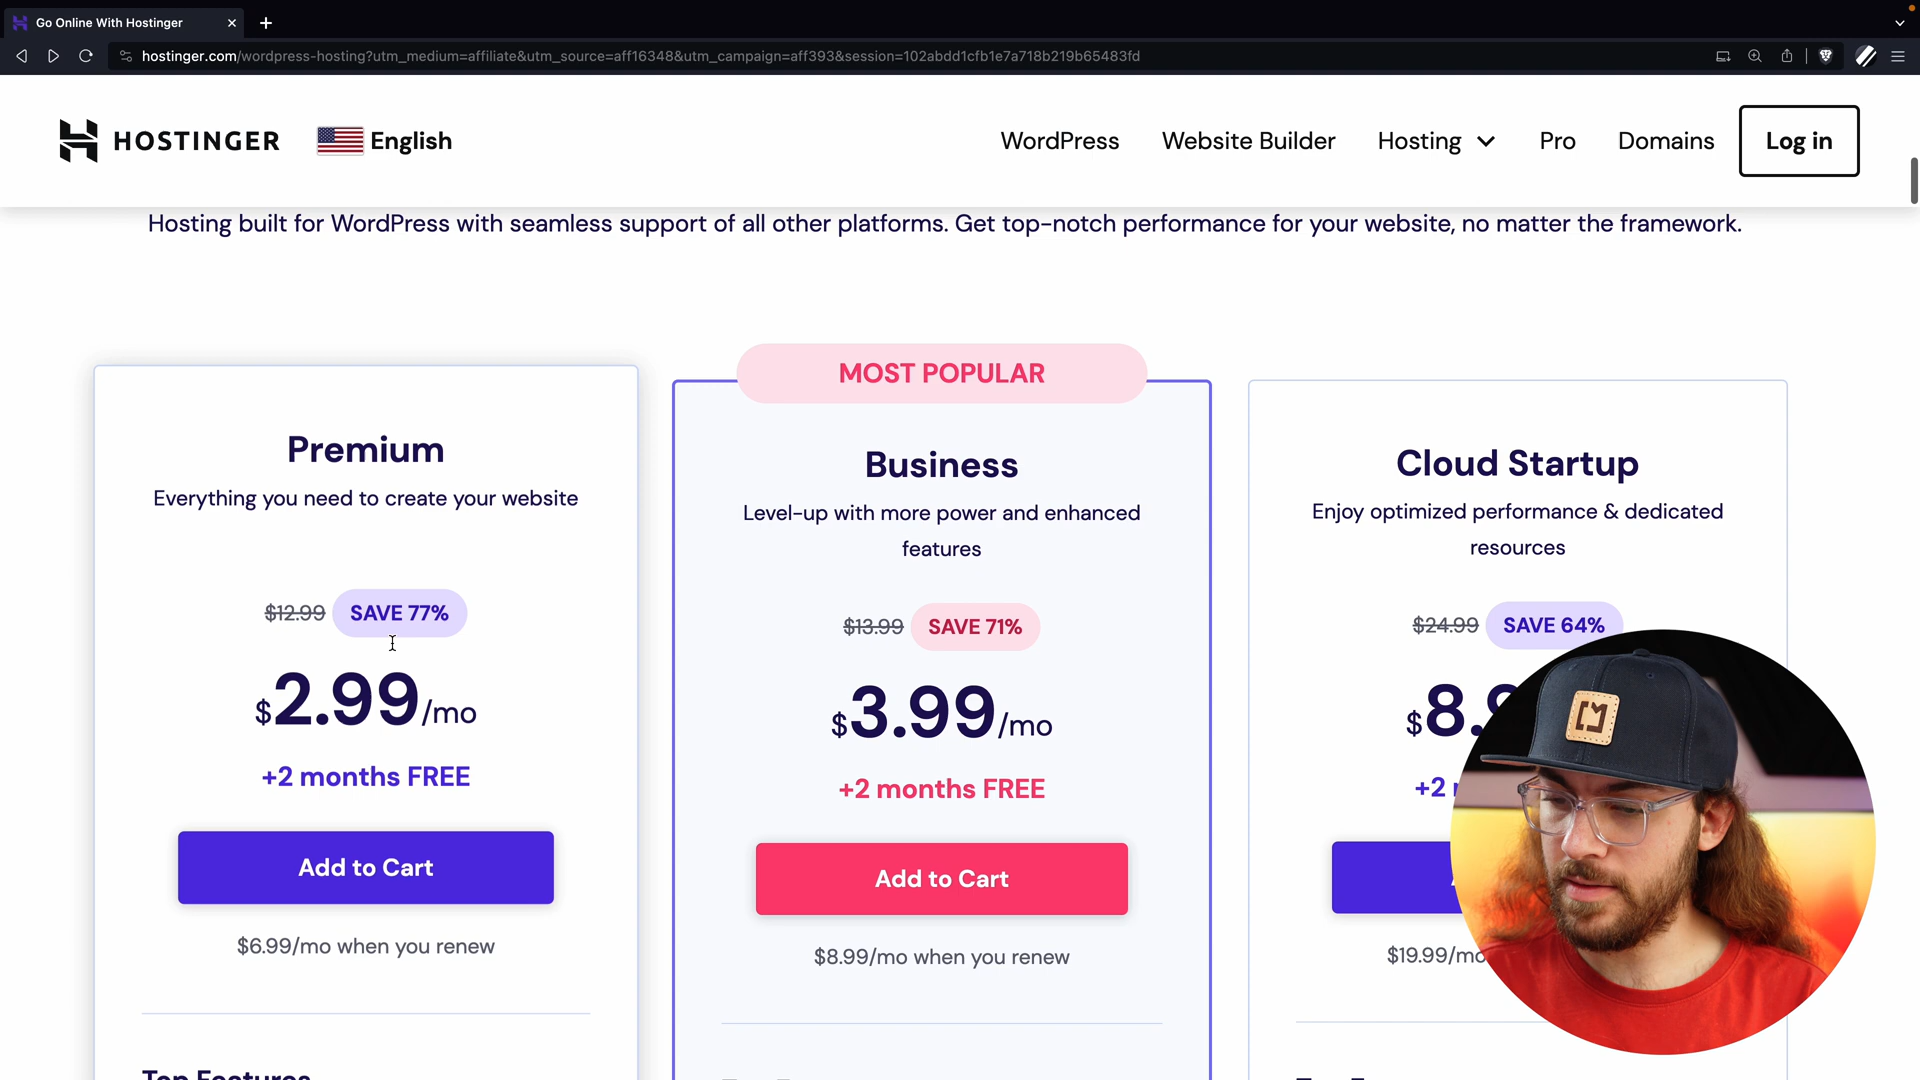 Go Online With Hostinger
hostinger.com/wordpress-hosting?utm_medium=affiliate&utm_source=aff16348&utm_campaign=aff393&session=102abdd1cfb1e7a718b219b65483fd
HOSTINGER
English
WordPress
Website Builder
Hosting
Pro
Domains
Log in
Hosting built for WordPress with seamless support of all other platforms. Get top-notch performance for your website, no matter the framework.
Premium
Everything you need to create your website
$12.99 SAVE 77%
$2.99/mo
+2 months FREE
Add to Cart
$6.99/mo when you renew
Top Features
MOST POPULAR
Business
Level-up with more power and enhanced
features
$13.99 SAVE 71%
$3.99/mo
+2 months FREE
Add to Cart
$8.99/mo when you renew
Cloud Startup
Enjoy optimized performance & dedicated
resources
$24.99 SAVE 64%
$8.9
+2
$19.99/mo